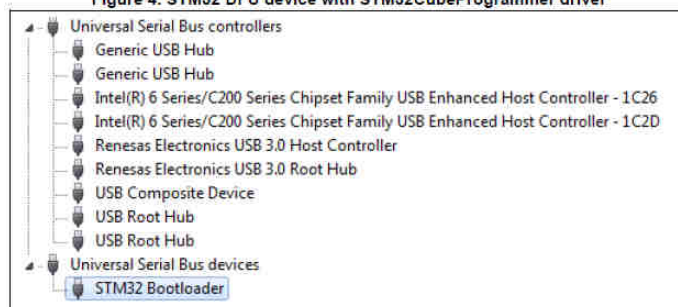 Figure 4. STM32 DFU device with STM32CubeProgrammer driver
Universal Serial Bus controllers
Generic USB Hub
Generic USB Hub
Intel(R) 6 Series/C200 Series Chipset Family USB Enhanced Host Controller - 1C26
Intel(R) 6 Series/C200 Series Chipset Family USB Enhanced Host Controller - 1C2D
Renesas Electronics USB 3.0 Host Controller
Renesas Electronics USB 3.0 Root Hub
USB Composite Device
USB Root Hub
USB Root Hub
Universal Serial Bus devices
STM32 Bootloader